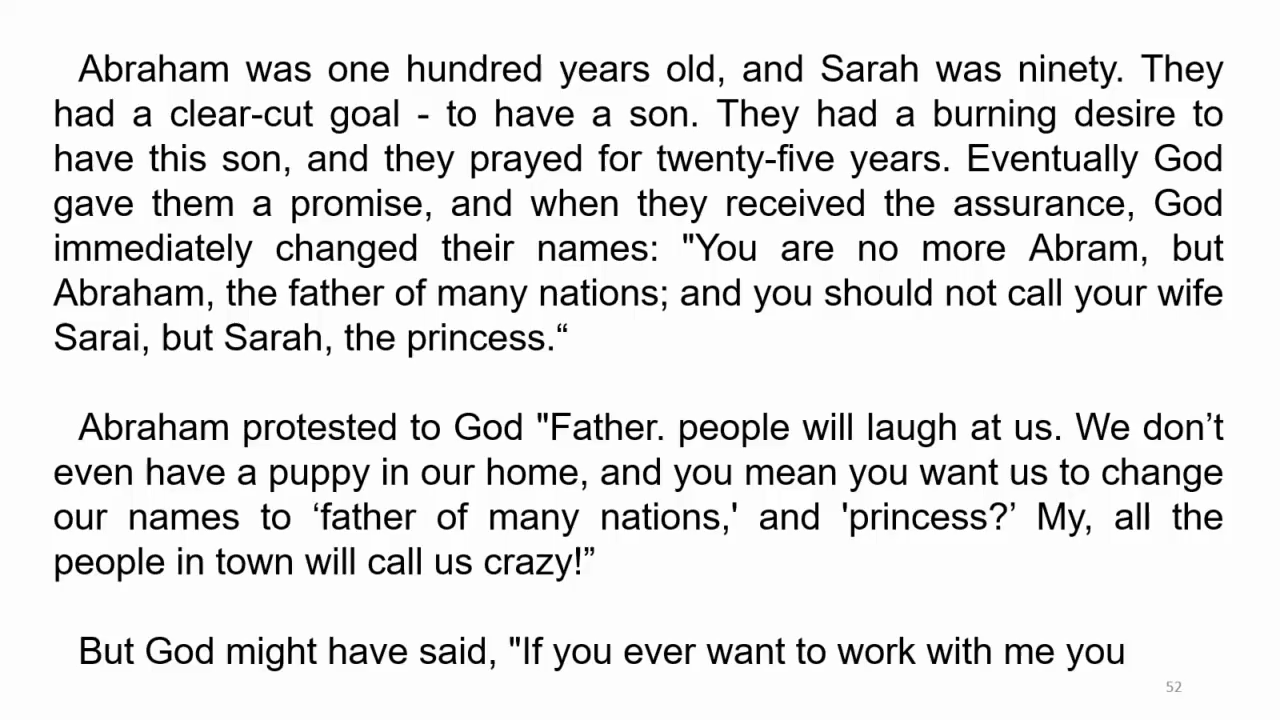 Abraham was one hundred years old, and Sarah was ninety. They
had a clear-cut goal - to have a son. They had a burning desire to
have this son, and they prayed for twenty-five years. Eventually God
gave them a promise, and when they received the assurance, God
immediately changed their names: "You are no more Abram, but
Abraham, the father of many nations; and you should not call your wife
Sarai, but Sarah, the princess.“
Abraham protested to God "Father. people will laugh at us. We don’t
even have a puppy in our home, and you mean you want us to change
our names to ‘father of many nations,' and 'princess?’ My, all the
people in town will call us crazy!”
But God might have said, "If you ever want to work with me you
52